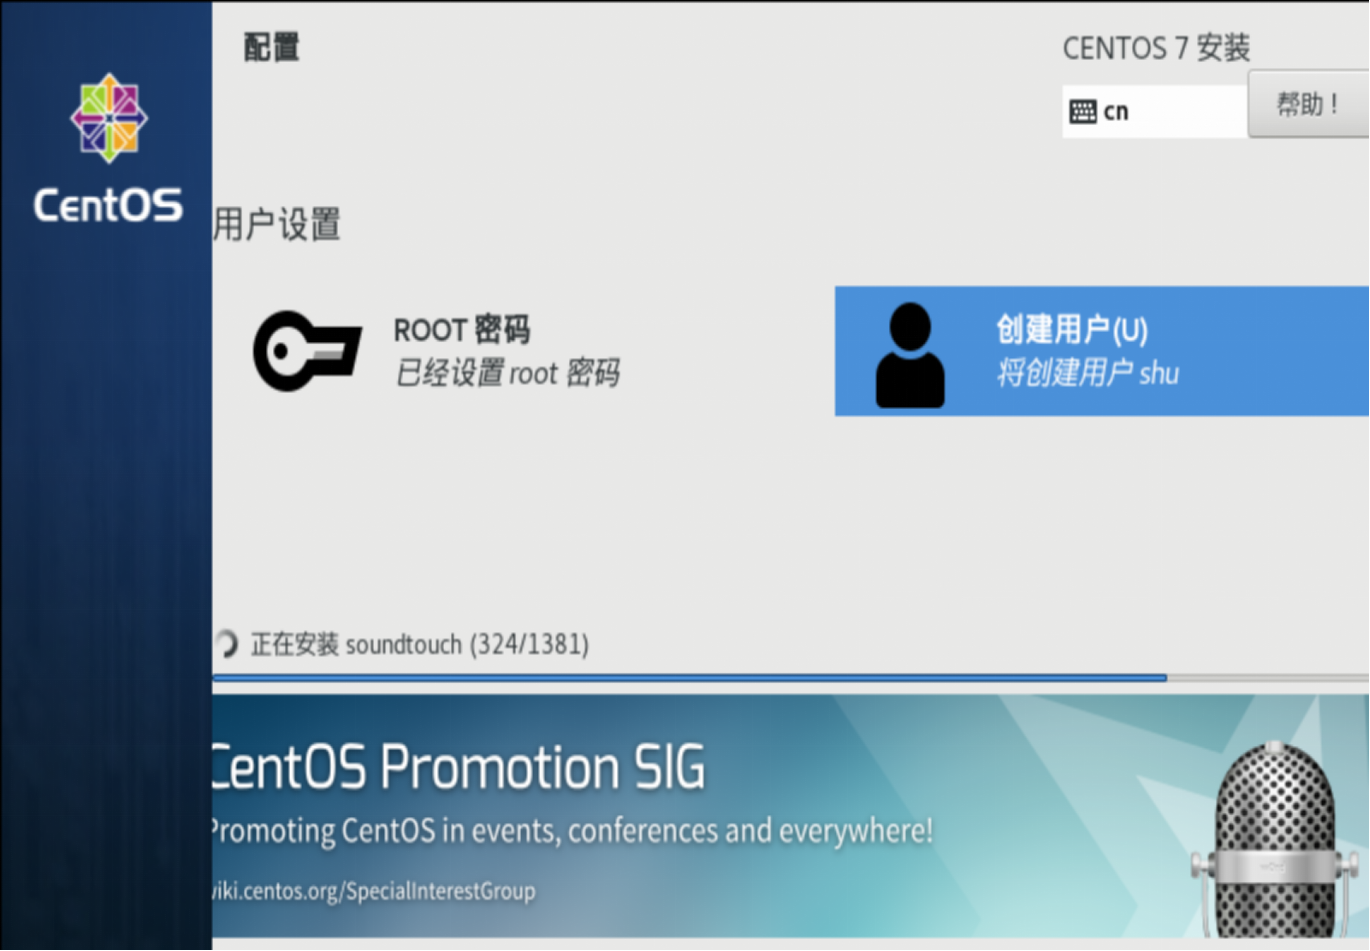 配置
CENTOS 7 安装
cn
帮助！
CentOS
用户设置
ROOT 密码
已经设置 root 密码
创建用户(U)
将创建用户 shu
正在安装 soundtouch (324/1381)
CentOS Promotion SIG
Promoting CentOS in events, conferences and everywhere!
wiki.centos.org/SpecialInterestGroup